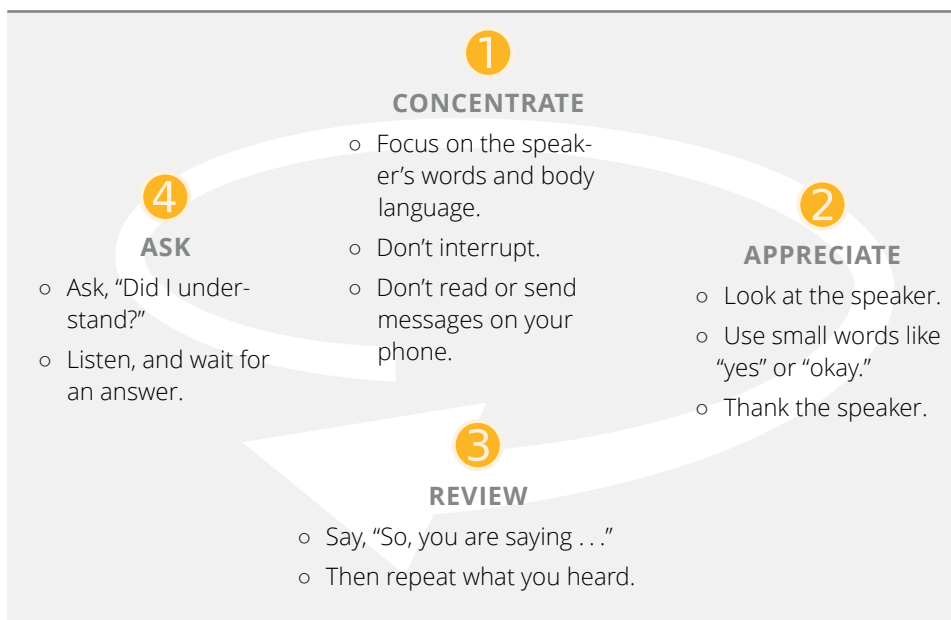 1
CONCENTRATE
○ Focus on the speak-
er’s words and body
language.
○ Don’t interrupt.
○ Don’t read or send
messages on your
phone.
2
APPRECIATE
○ Look at the speaker.
○ Use small words like
“yes” or “okay.”
○ Thank the speaker.
3
REVIEW
○ Say, “So, you are saying . . .”
○ Then repeat what you heard.
4
ASK
○ Ask, “Did I under-
stand?”
○ Listen, and wait for
an answer.